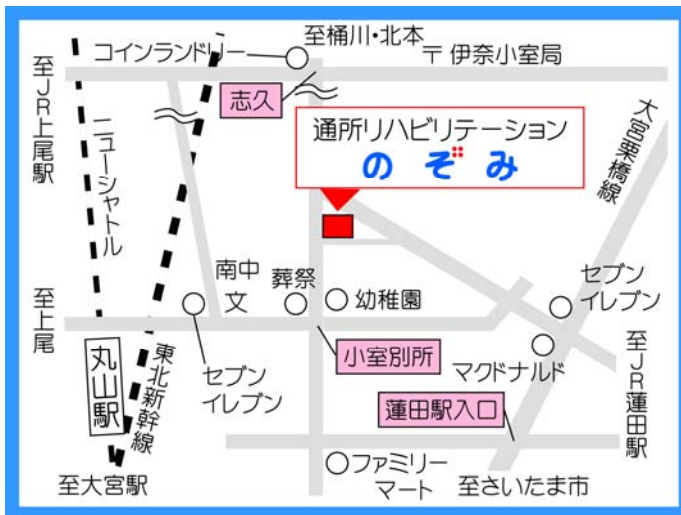 至桶川・北本
コインランドリー
〒伊奈小室局
至JR上尾駅
志久
大宮栗橋線
通所リハビリテーション
のぞみ
ニューシャトル
南中
文
葬祭
幼稚園
セブン
イレブン
至上尾
小室別所
マクドナルド
至JR蓮田駅
丸山駅
東北新幹線
セブン
イレブン
蓮田駅入口
至大宮駅
ファミリー
マート
至さいたま市